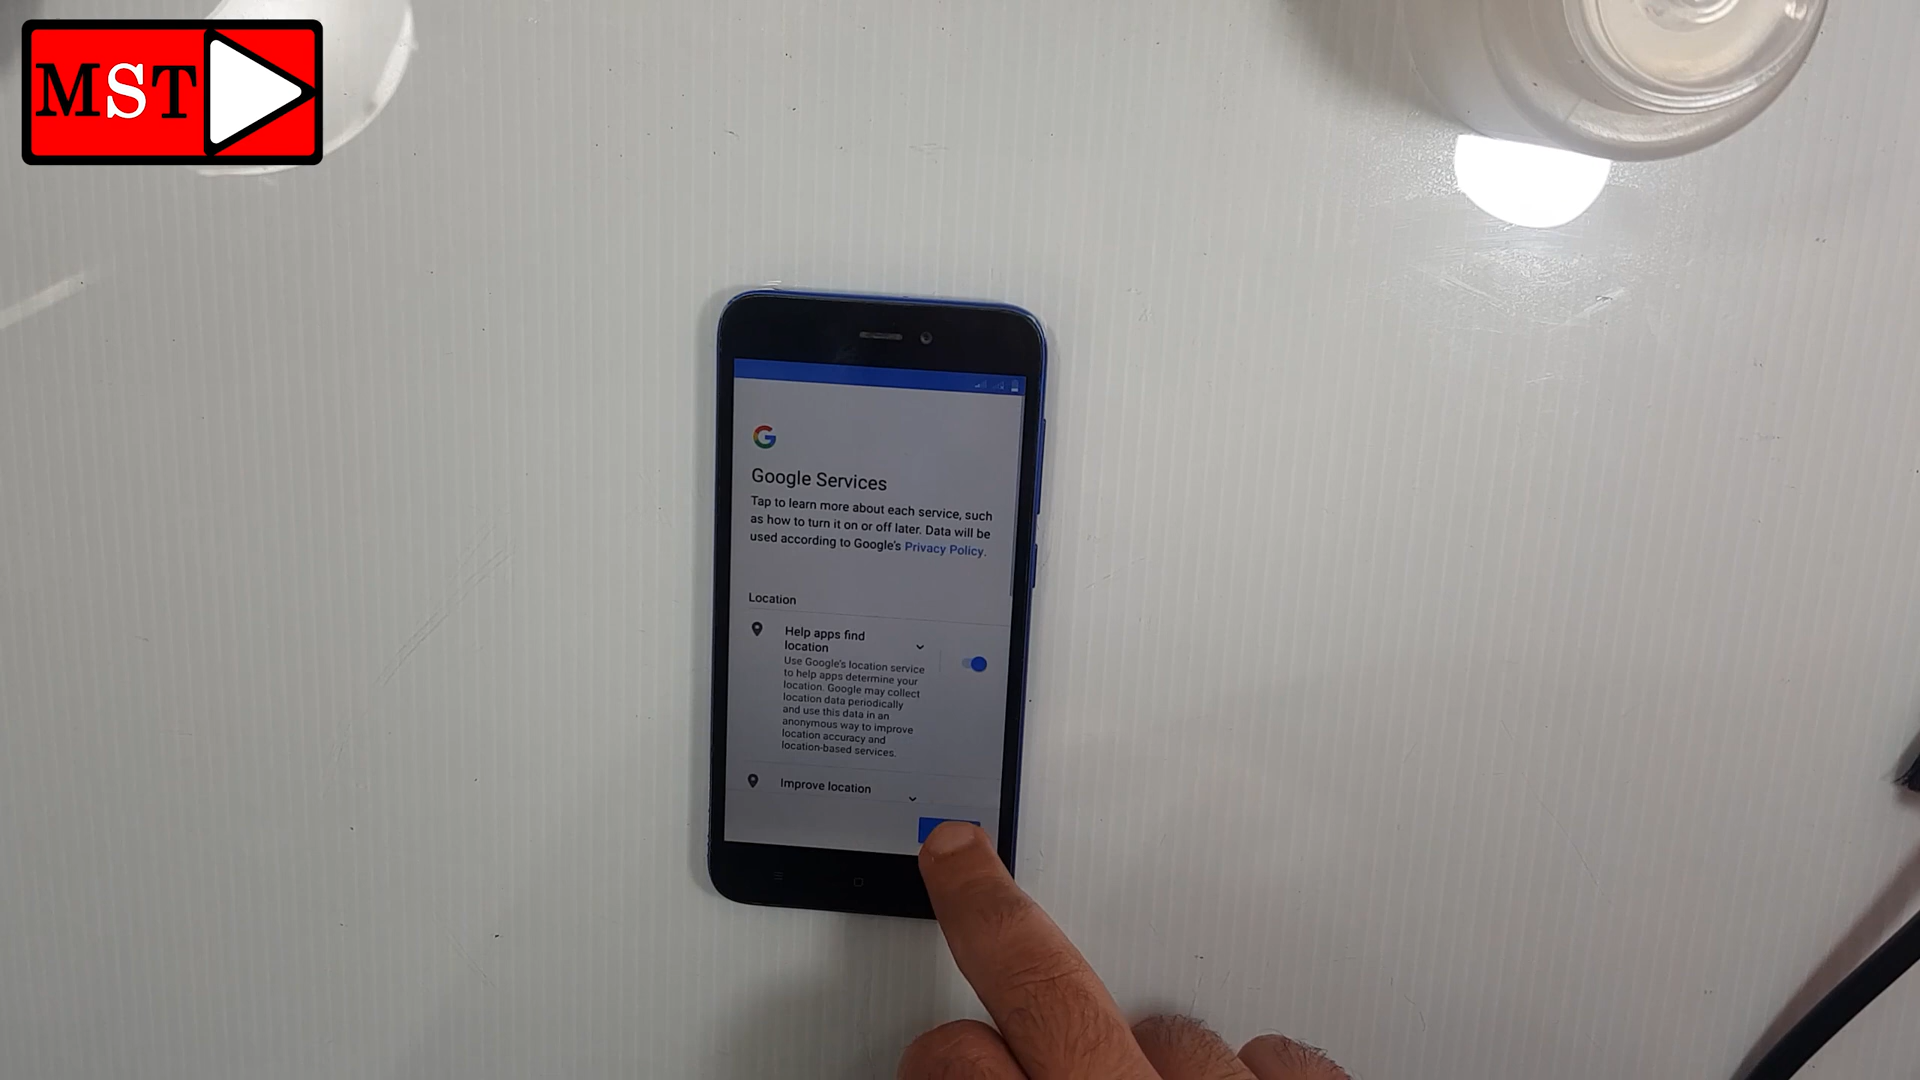 MST
Google Services
Tap to learn more about each service, such
as how to turn it on or off later. Data will be
used according to Google's Privacy Policy.
Location
Help apps find
location
Use Google's location service
to help apps determine your
location. Google may collect
location data periodically
and use this data in an
anonymous way to improve
location accuracy and
location-based services.
Improve location